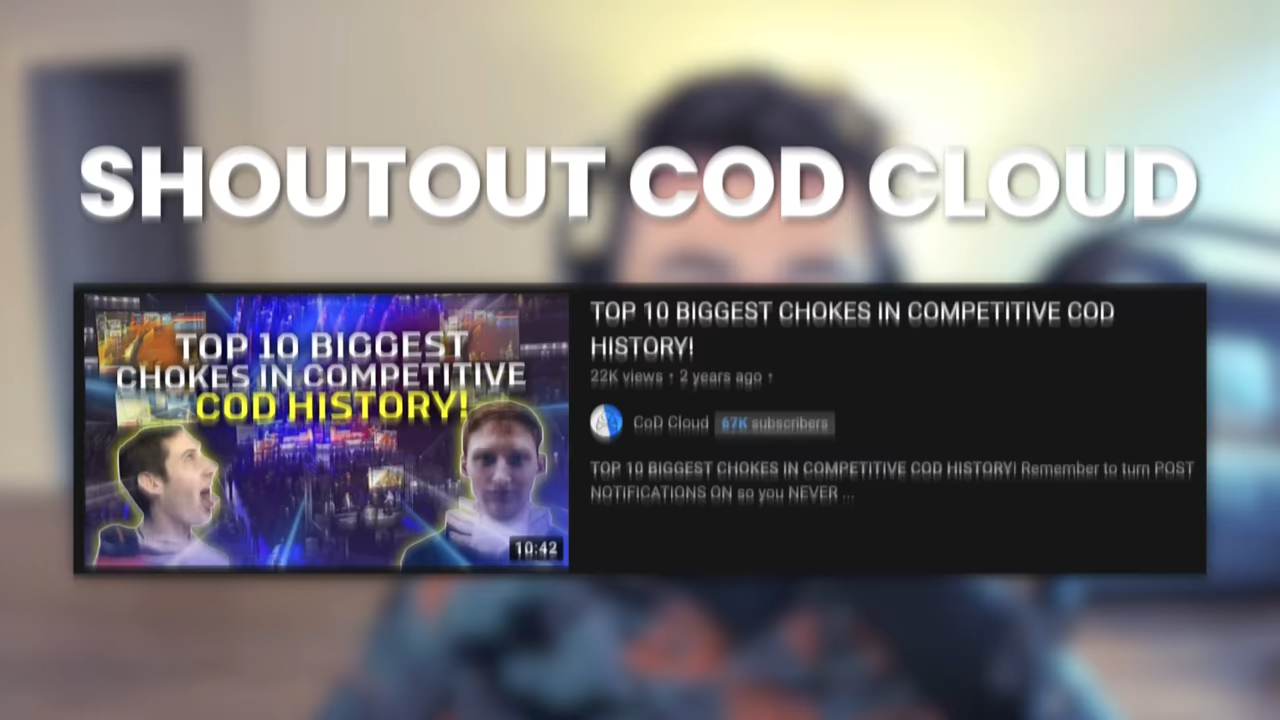 SHOUTOUT COD CLOUD
TOP 10 BIGGEST
CHOKES IN COMPETITIVE
COD HISTORY!
10:42
TOP 10 BIGGEST CHOKES IN COMPETITIVE COD
HISTORY!
22K views • 2 years ago
CoD Cloud 67K subscribers
TOP 10 BIGGEST CHOKES IN COMPETITIVE COD HISTORY! Remember to turn POST
NOTIFICATIONS ON so you NEVER ...